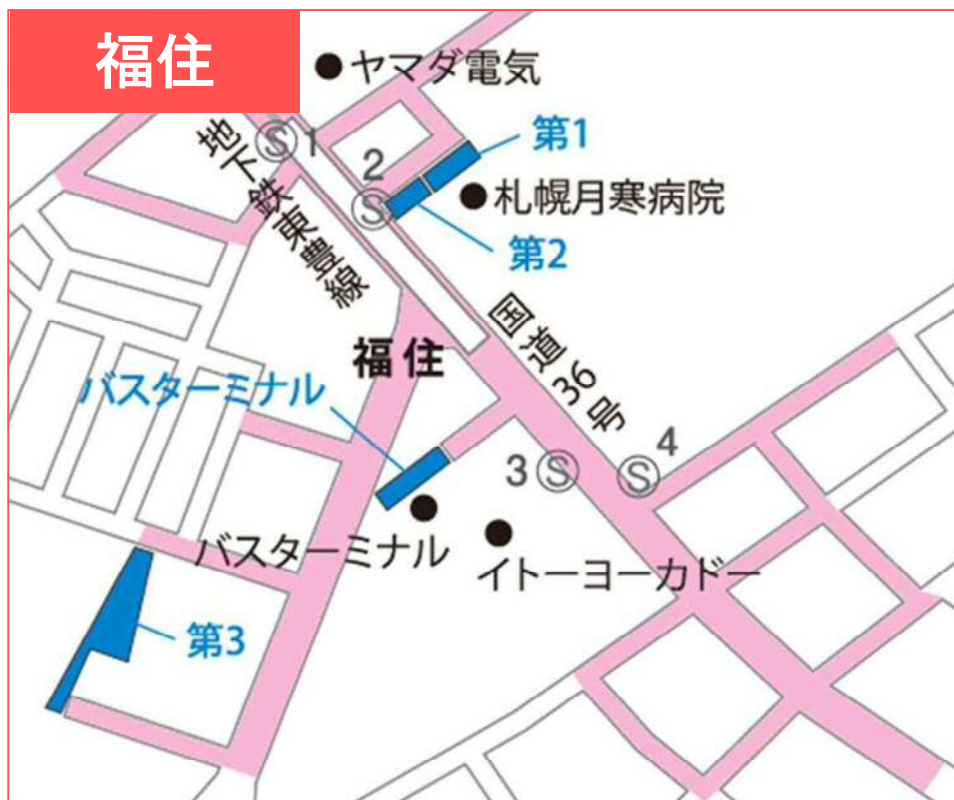 福住
ヤマダ電気
S 1
地下鉄東豊線
2
S
第1
札幌月寒病院
第2
国道36号
福住
バスターミナル
3 S
S 4
バスターミナル
イトーヨーカドー
第3